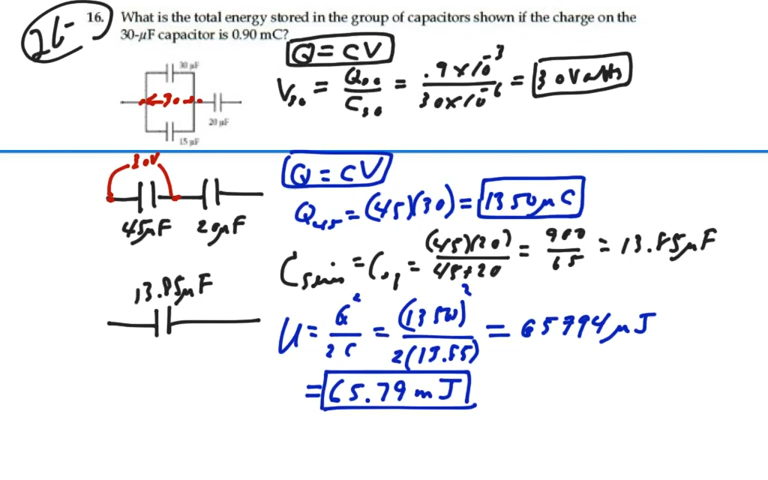 26-
16. What is the total energy stored in the group of capacitors shown if the charge on the
30-μF capacitor is 0.90 mC?
Q = CV
V₃₀ = Q₃₀/C₃₀ = .9 x 10⁻³/30 x 10⁻⁶ = 30 Volts
30 μF
30
20 μF
15 μF
30V
45μF 20μF
Q = CV
Q₄₅ = (45)(30) = 1350μC
= (45)(20)/45+20 = 900/65 = 13.85μF
13.85μF
U = Q²/2C = (1350)²/2(13.85) = 65794μJ
= 65.79 mJ